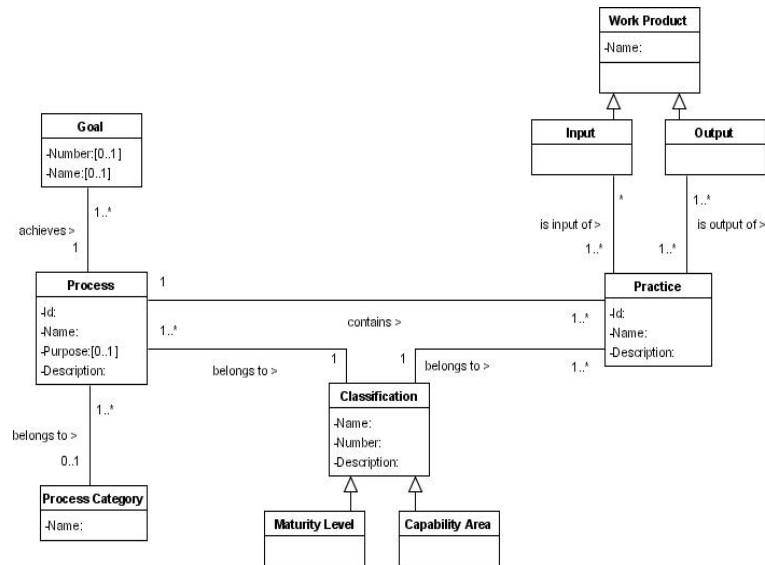 Work Product
-Name:
Goal
-Number:[0..1]
-Name:[0..1]
Input
Output
1..*
*
1..*
achieves >
is input of >
is output of >
1
1..*
1..*
Process
-Id:
-Name:
-Purpose:[0..1]
-Description:
1
Practice
-Id:
-Name:
-Description:
1..*
contains >
1..*
belongs to >
1
1
belongs to >
1..*
Classification
-Name:
-Number:
-Description:
1..*
belongs to >
0..1
Process Category
-Name:
Maturity Level
Capability Area